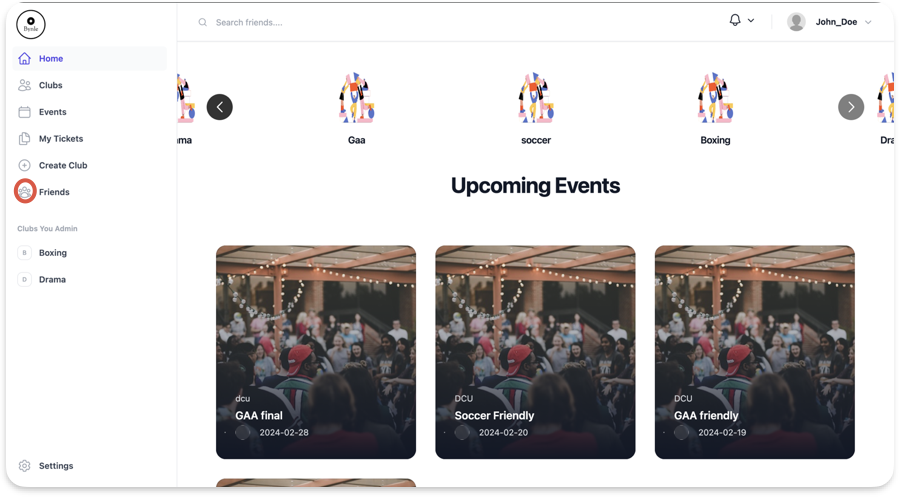 Bynle
Search friends....
John_Doe
Home
Clubs
Events
My Tickets
Create Club
Friends
Clubs You Admin
B Boxing
D Drama
Settings
ama
Gaa
soccer
Boxing
Dra
Upcoming Events
dcu
GAA final
2024-02-28
DCU
Soccer Friendly
2024-02-20
DCU
GAA friendly
2024-02-19